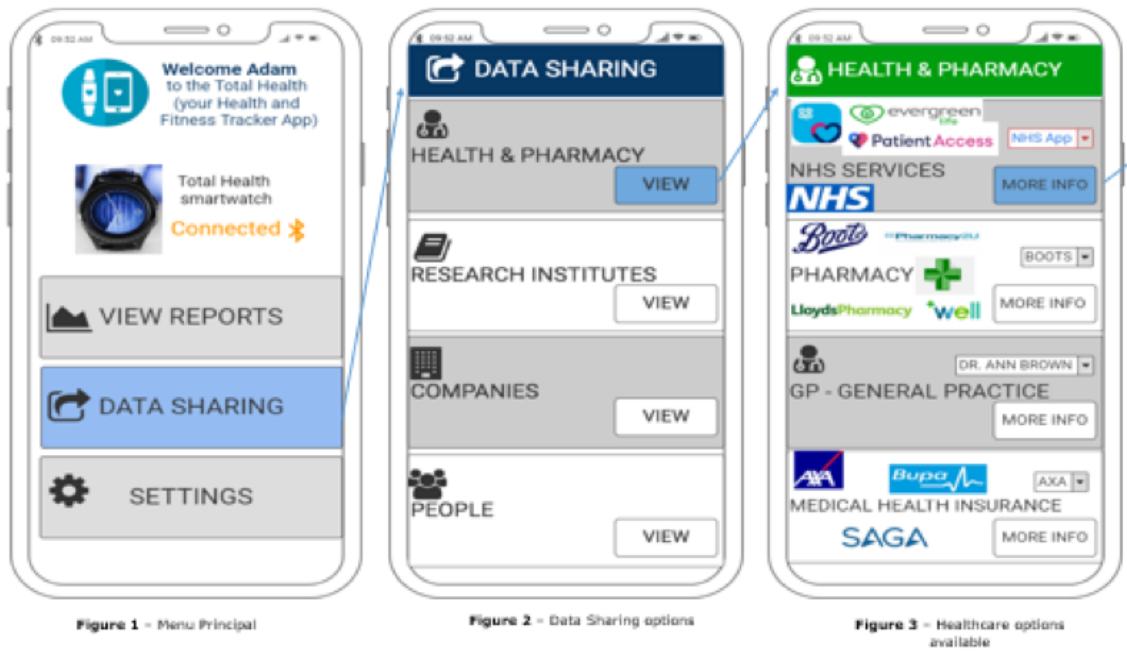 09:52 AM
Welcome Adam
to the Total Health
(your Health and
Fitness Tracker App)
Total Health
smartwatch
Connected
VIEW REPORTS
DATA SHARING
SETTINGS
Figure 1 – Menu Principal
09:52 AM
DATA SHARING
HEALTH & PHARMACY
VIEW
RESEARCH INSTITUTES
VIEW
COMPANIES
VIEW
PEOPLE
VIEW
Figure 2 – Data Sharing options
09:52 AM
HEALTH & PHARMACY
evergreen
life
Patient Access
NHS App
NHS SERVICES
MORE INFO
NHS
Boots
Pharmacy2U
BOOTS
PHARMACY
MORE INFO
LloydsPharmacy
well
DR. ANN BROWN
GP - GENERAL PRACTICE
MORE INFO
AXA
Bupa
AXA
MEDICAL HEALTH INSURANCE
SAGA
MORE INFO
Figure 3 – Healthcare options
available